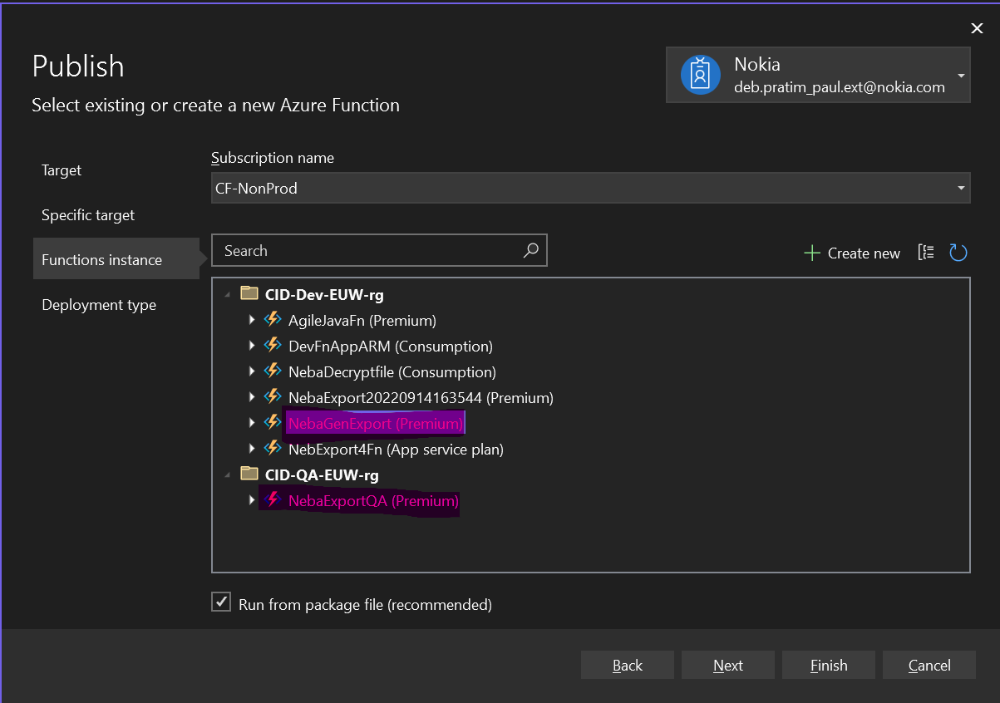 Publish
Select existing or create a new Azure Function
Nokia
deb.pratim_paul.ext@nokia.com
Target
Specific target
Functions instance
Deployment type
Subscription name
CF-NonProd
Search
Create new
CID-Dev-EUW-rg
AgileJavaFn (Premium)
DevFnAppARM (Consumption)
NebaDecryptfile (Consumption)
NebaExport20220914163544 (Premium)
NebaGenExport (Premium)
NebExport4Fn (App service plan)
CID-QA-EUW-rg
NebaExportQA (Premium)
Run from package file (recommended)
Back
Next
Finish
Cancel